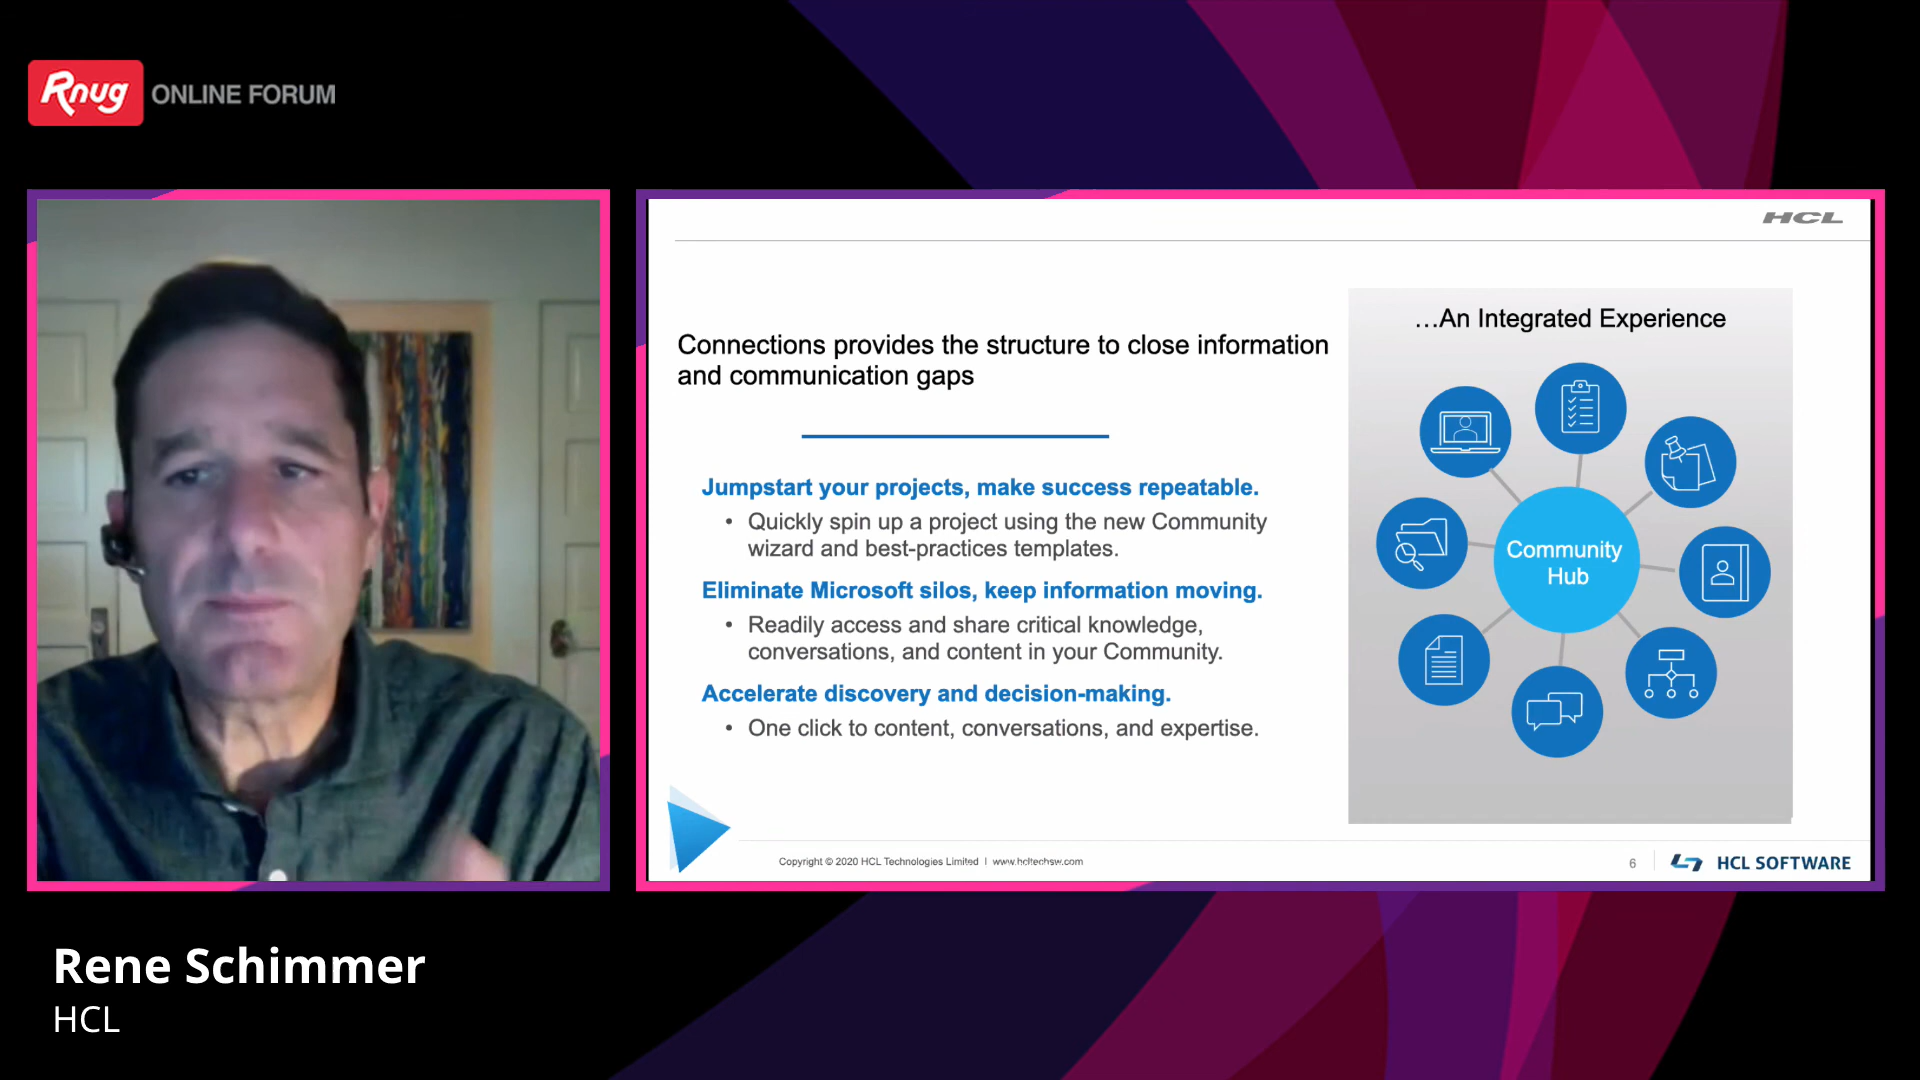 Rnug ONLINE FORUM
HCL
Connections provides the structure to close information
and communication gaps
Jumpstart your projects, make success repeatable.
• Quickly spin up a project using the new Community
wizard and best-practices templates.
Eliminate Microsoft silos, keep information moving.
• Readily access and share critical knowledge,
conversations, and content in your Community.
Accelerate discovery and decision-making.
• One click to content, conversations, and expertise.
…An Integrated Experience
Community
Hub
Copyright © 2020 HCL Technologies Limited | www.hcltechsw.com
6
HCL SOFTWARE
Rene Schimmer
HCL